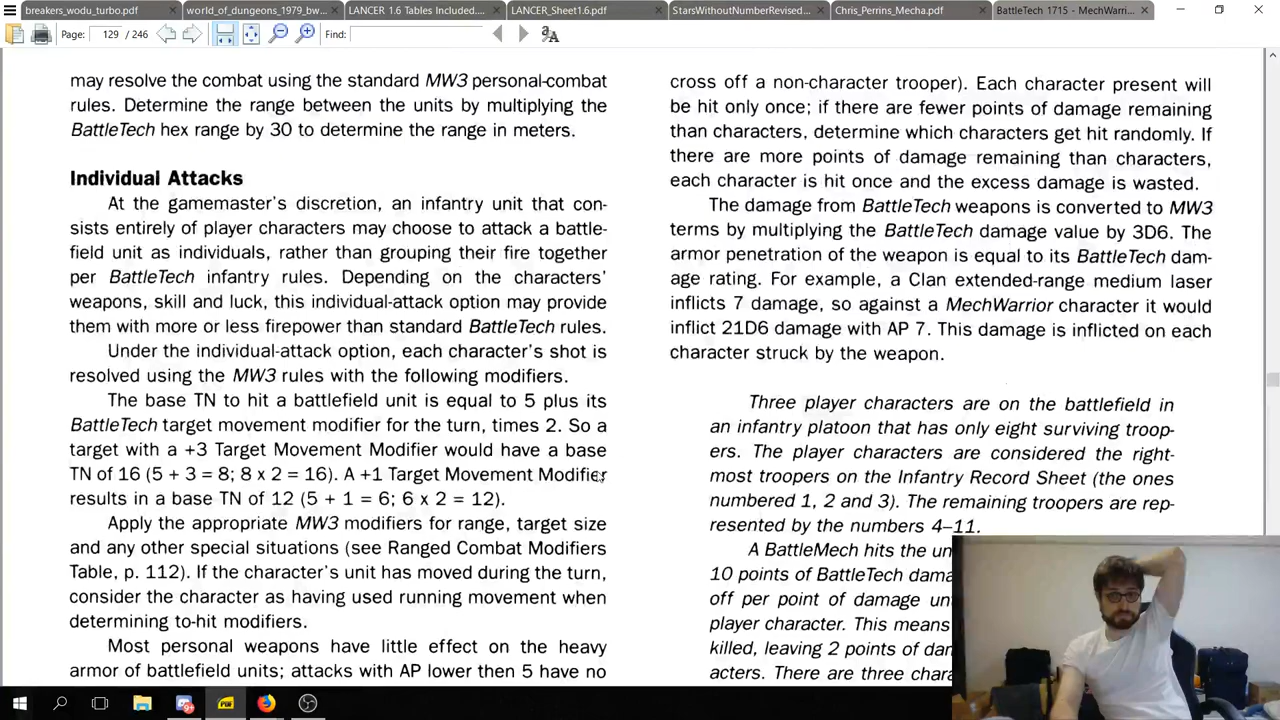 breakers_wodu_turbo.pdf
world_of_dungeons_1979_bw...
LANCER 1.6 Tables Included....
LANCER_Sheet1.6.pdf
StarsWithoutNumberRevised...
Chris_Perrins_Mecha.pdf
BattleTech 1715 - MechWarri...
Page: 129 / 246
Find:
may resolve the combat using the standard MW3 personal-combat
rules. Determine the range between the units by multiplying the
BattleTech hex range by 30 to determine the range in meters.
Individual Attacks
At the gamemaster's discretion, an infantry unit that con-
sists entirely of player characters may choose to attack a battle-
field unit as individuals, rather than grouping their fire together
per BattleTech infantry rules. Depending on the characters'
weapons, skill and luck, this individual-attack option may provide
them with more or less firepower than standard BattleTech rules.
Under the individual-attack option, each character's shot is
resolved using the MW3 rules with the following modifiers.
The base TN to hit a battlefield unit is equal to 5 plus its
BattleTech target movement modifier for the turn, times 2. So a
target with a +3 Target Movement Modifier would have a base
TN of 16 (5 + 3 = 8; 8 x 2 = 16). A +1 Target Movement Modifier
results in a base TN of 12 (5 + 1 = 6; 6 x 2 = 12).
Apply the appropriate MW3 modifiers for range, target size
and any other special situations (see Ranged Combat Modifiers
Table, p. 112). If the character's unit has moved during the turn,
consider the character as having used running movement when
determining to-hit modifiers.
Most personal weapons have little effect on the heavy
armor of battlefield units; attacks with AP lower then 5 have no
cross off a non-character trooper). Each character present will
be hit only once; if there are fewer points of damage remaining
than characters, determine which characters get hit randomly. If
there are more points of damage remaining than characters,
each character is hit once and the excess damage is wasted.
The damage from BattleTech weapons is converted to MW3
terms by multiplying the BattleTech damage value by 3D6. The
armor penetration of the weapon is equal to its BattleTech dam-
age rating. For example, a Clan extended-range medium laser
inflicts 7 damage, so against a MechWarrior character it would
inflict 21D6 damage with AP 7. This damage is inflicted on each
character struck by the weapon.
Three player characters are on the battlefield in
an infantry platoon that has only eight surviving troop-
ers. The player characters are considered the right-
most troopers on the Infantry Record Sheet (the ones
numbered 1, 2 and 3). The remaining troopers are rep-
resented by the numbers 4–11.
A BattleMech hits the
10 points of BattleTech
off per point of damage
player character. This means
killed, leaving 2 points of
acters. There are three